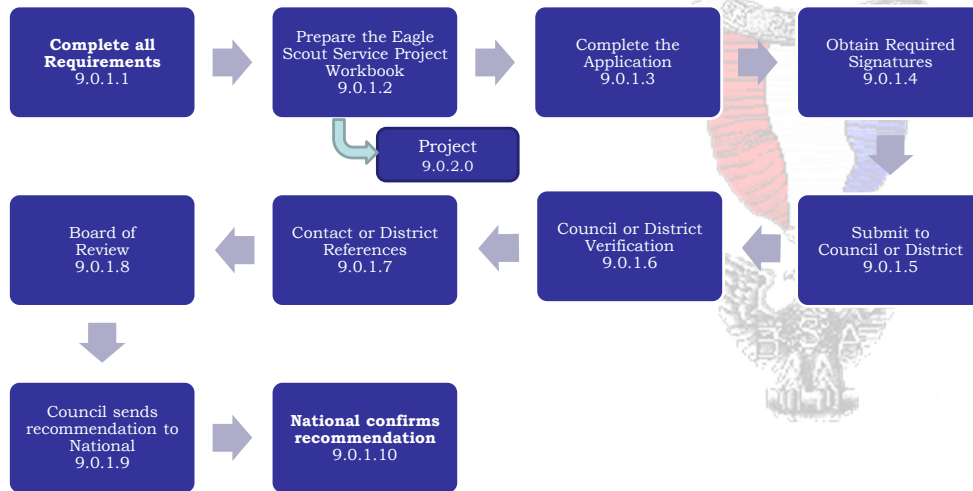 Complete all
Requirements
9.0.1.1
Prepare the Eagle
Scout Service Project
Workbook
9.0.1.2
Complete the
Application
9.0.1.3
Obtain Required
Signatures
9.0.1.4
Project
9.0.2.0
Board of
Review
9.0.1.8
Contact or District
References
9.0.1.7
Council or District
Verification
9.0.1.6
Submit to
Council or District
9.0.1.5
B S A
Council sends
recommendation to
National
9.0.1.9
National confirms
recommendation
9.0.1.10